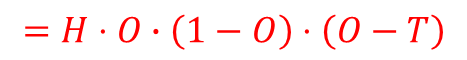 = H · O · (1 − O) · (O − T)